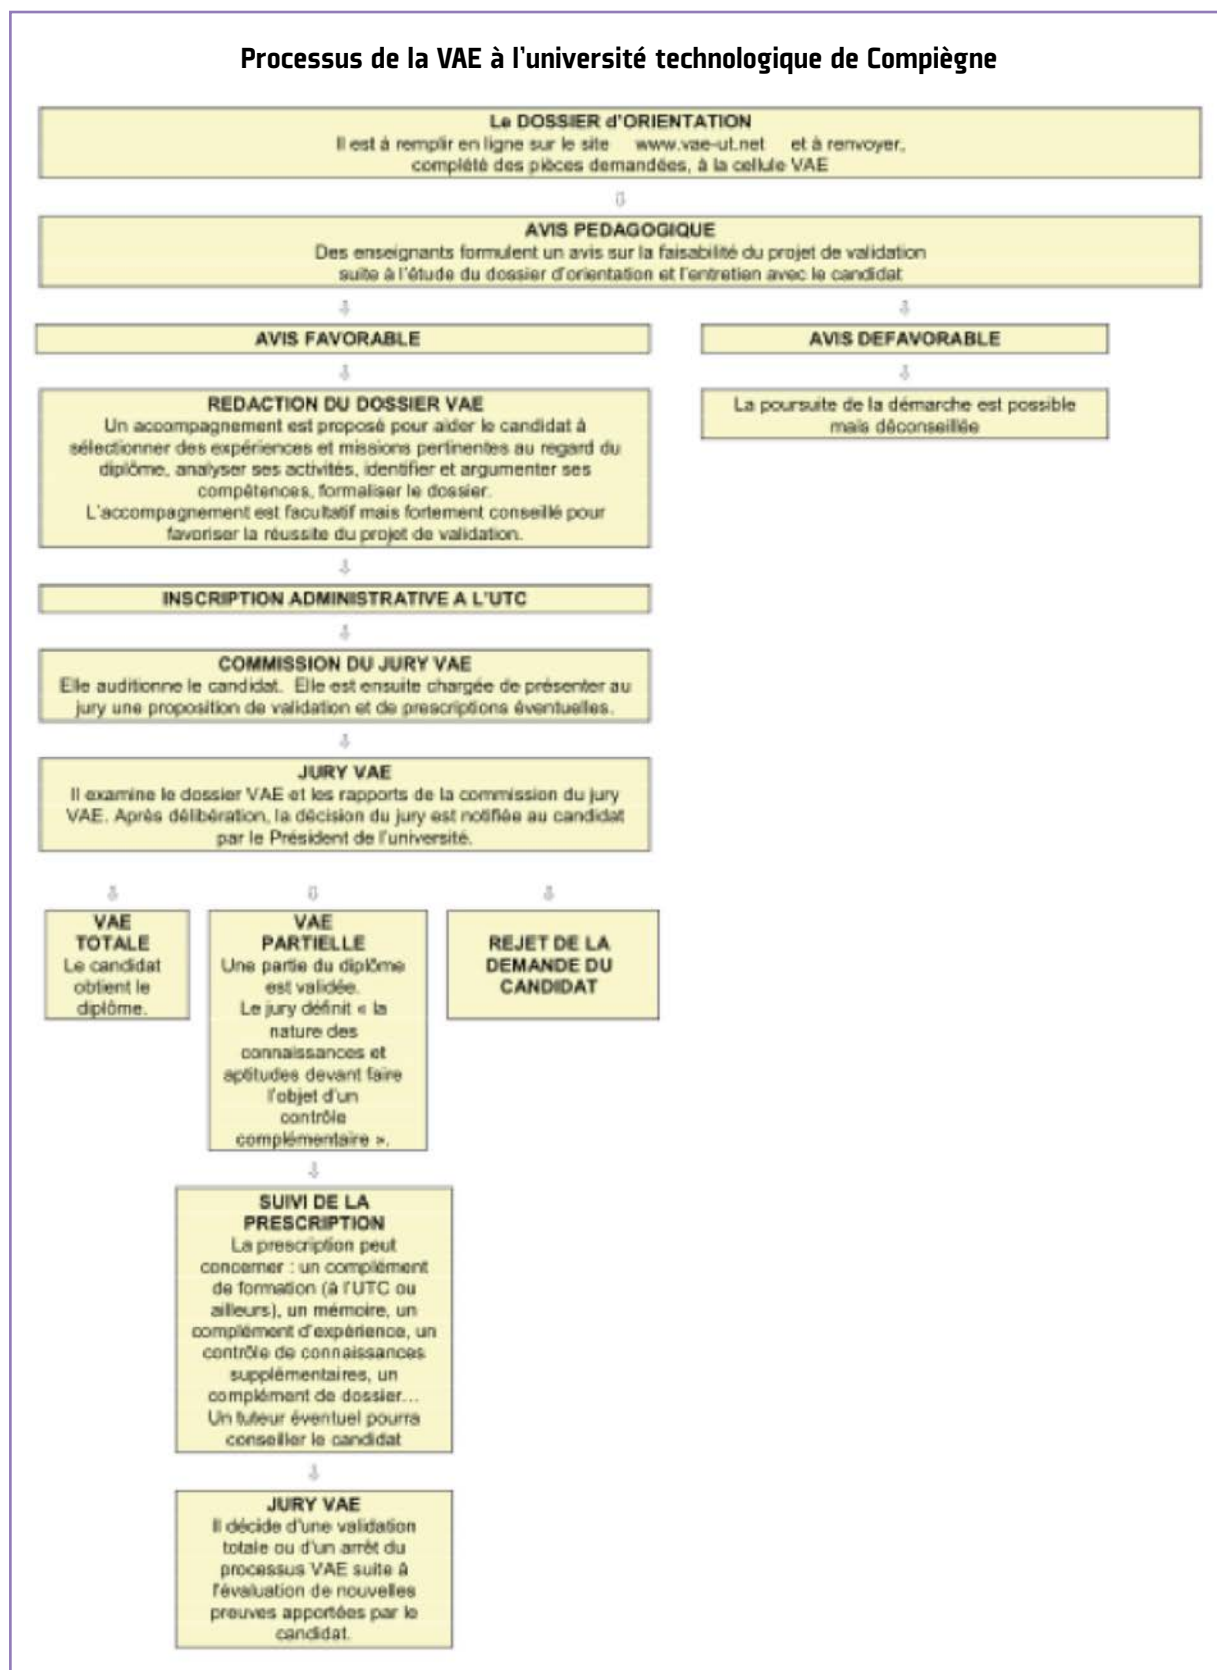 Processus de la VAE à l'université technologique de Compiègne
Le DOSSIER d'ORIENTATION
Il est à remplir en ligne sur le site www.vae-ut.net et à renvoyer,
complété des pièces demandées, à la cellule VAE
AVIS PEDAGOGIQUE
Des enseignants formulent un avis sur la faisabilité du projet de validation
suite à l'étude du dossier d'orientation et l'entretien avec le candidat
AVIS FAVORABLE
AVIS DEFAVORABLE
REDACTION DU DOSSIER VAE
Un accompagnement est proposé pour aider le candidat à
sélectionner des expériences et missions pertinentes au regard du
diplôme, analyser ses activités, identifier et argumenter ses
compétences, formaliser le dossier.
L'accompagnement est facultatif mais fortement conseillé pour
favoriser la réussite du projet de validation.
La poursuite de la démarche est possible
mais déconseillée
INSCRIPTION ADMINISTRATIVE A L'UTC
COMMISSION DU JURY VAE
Elle auditionne le candidat. Elle est ensuite chargée de présenter au
jury une proposition de validation et de prescriptions éventuelles.
JURY VAE
Il examine le dossier VAE et les rapports de la commission du jury
VAE. Après délibération, la décision du jury est notifiée au candidat
par le Président de l'université.
VAE
TOTALE
Le candidat
obtient le
diplôme.
VAE
PARTIELLE
Une partie du diplôme
est validée.
Le jury définit « la
nature des
connaissances et
aptitudes devant faire
l'objet d'un
contrôle
complémentaire ».
REJET DE LA
DEMANDE DU
CANDIDAT
SUIVI DE LA
PRESCRIPTION
La prescription peut
concerner : un complément
de formation (à l'UTC ou
ailleurs), un mémoire, un
complément d'expérience, un
contrôle de connaissances
supplémentaires, un
complément de dossier...
Un tuteur éventuel pourra
conseiller le candidat
JURY VAE
Il décide d'une validation
totale ou d'un arrêt du
processus VAE suite à
l'évaluation de nouvelles
preuves apportées par le
candidat.